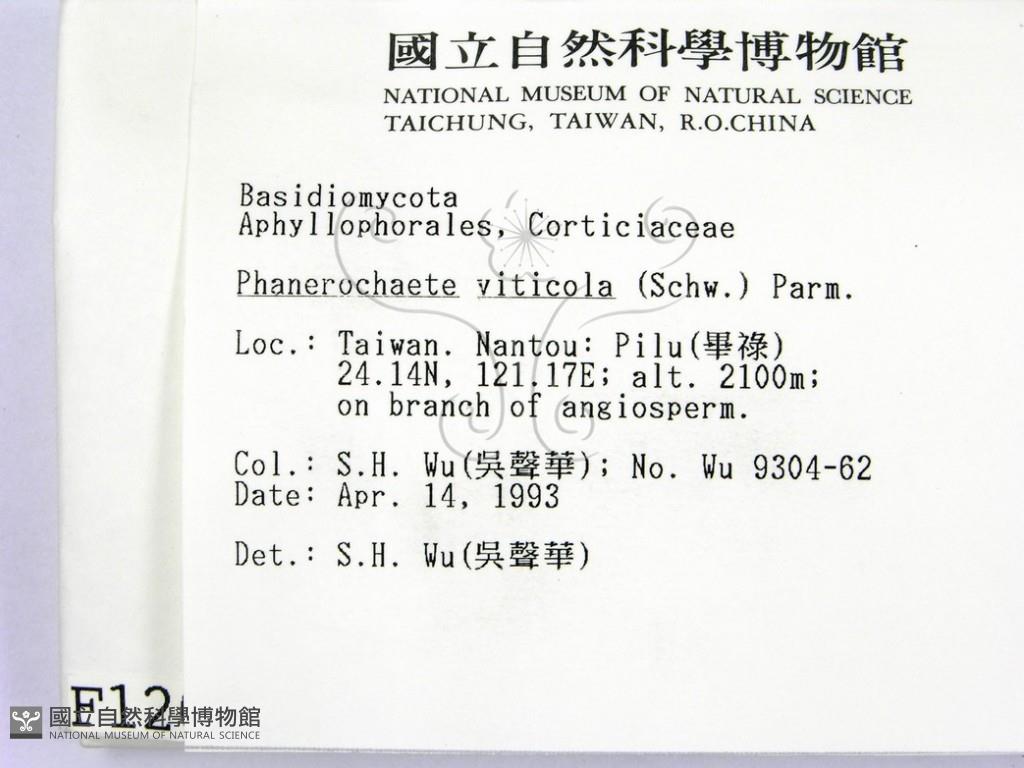 國立自然科學博物館
NATIONAL MUSEUM OF NATURAL SCIENCE
TAICHUNG, TAIWAN, R.O.CHINA
Basidiomycota
Aphyllophorales, Corticiaceae
Phanerochaete viticola (Schw.) Parm.
Loc.: Taiwan. Nantou: Pilu(畢祿)
24.14N, 121.17E; alt. 2100m;
on branch of angiosperm.
Col.: S.H. Wu(吳聲華); No. Wu 9304-62
Date: Apr. 14, 1993
Det.: S.H. Wu(吳聲華)
F12
國立自然科學博物館
NATIONAL MUSEUM OF NATURAL SCIENCE